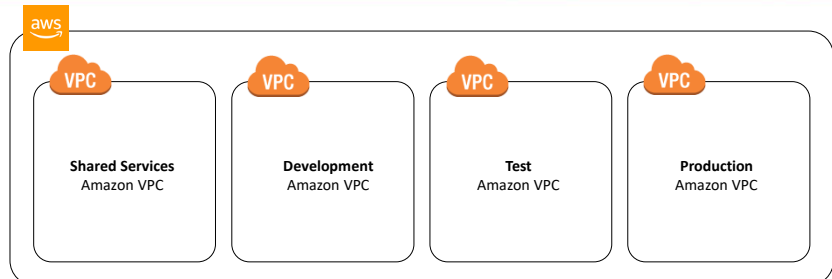 aws
VPC
VPC
VPC
VPC
Shared Services
Amazon VPC
Development
Amazon VPC
Test
Amazon VPC
Production
Amazon VPC